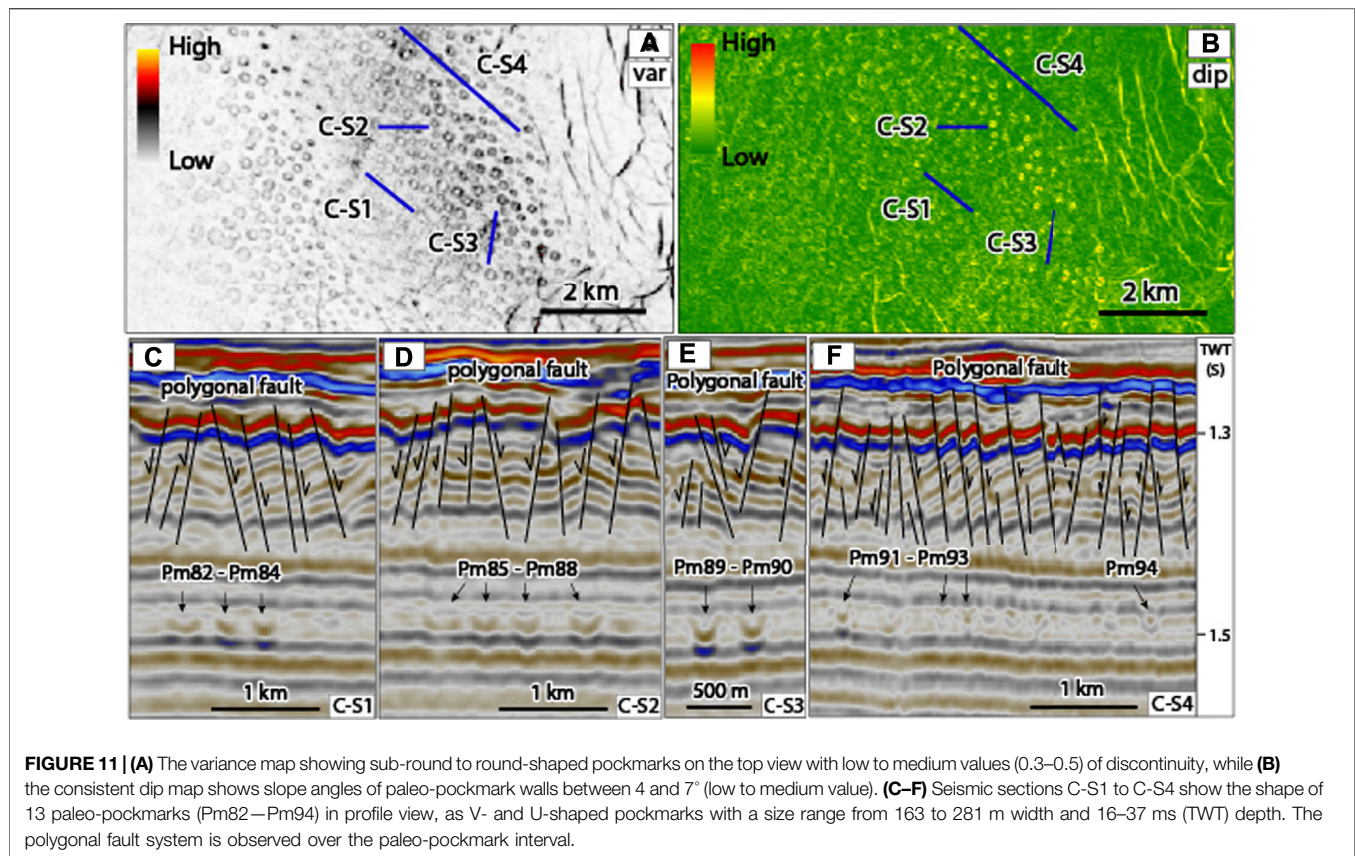 High
Low
A
var
C-S4
C-S2
C-S1
C-S3
2 km
High
Low
B
dip
C-S4
C-S2
C-S1
C-S3
2 km
C
polygonal fault
Pm82 - Pm84
1 km
C-S1
D
polygonal fault
Pm85 - Pm88
1 km
C-S2
E
Polygonal fault
Pm89 - Pm90
500 m
C-S3
F
Polygonal fault
Pm91 - Pm93
Pm94
1 km
C-S4
TWT
(S)
1.3
1.5
FIGURE 11 | (A) The variance map showing sub-round to round-shaped pockmarks on the top view with low to medium values (0.3–0.5) of discontinuity, while (B)
the consistent dip map shows slope angles of paleo-pockmark walls between 4 and 7° (low to medium value). (C–F) Seismic sections C-S1 to C-S4 show the shape of
13 paleo-pockmarks (Pm82—Pm94) in profile view, as V- and U-shaped pockmarks with a size range from 163 to 281 m width and 16–37 ms (TWT) depth. The
polygonal fault system is observed over the paleo-pockmark interval.